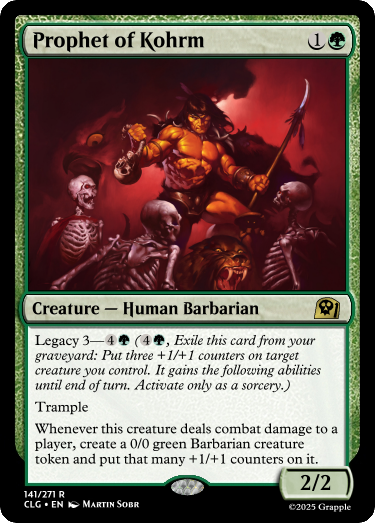 Prophet of Kohrm 1
Creature — Human Barbarian
Legacy 3—4 (4, Exile this card from your
graveyard: Put three +1/+1 counters on target
creature you control. It gains the following abilities
until end of turn. Activate only as a sorcery.)
Trample
Whenever this creature deals combat damage to a
player, create a 0/0 green Barbarian creature
token and put that many +1/+1 counters on it.
2/2
141/271 R
CLG • EN Martin Sobr
©2025 Grapple